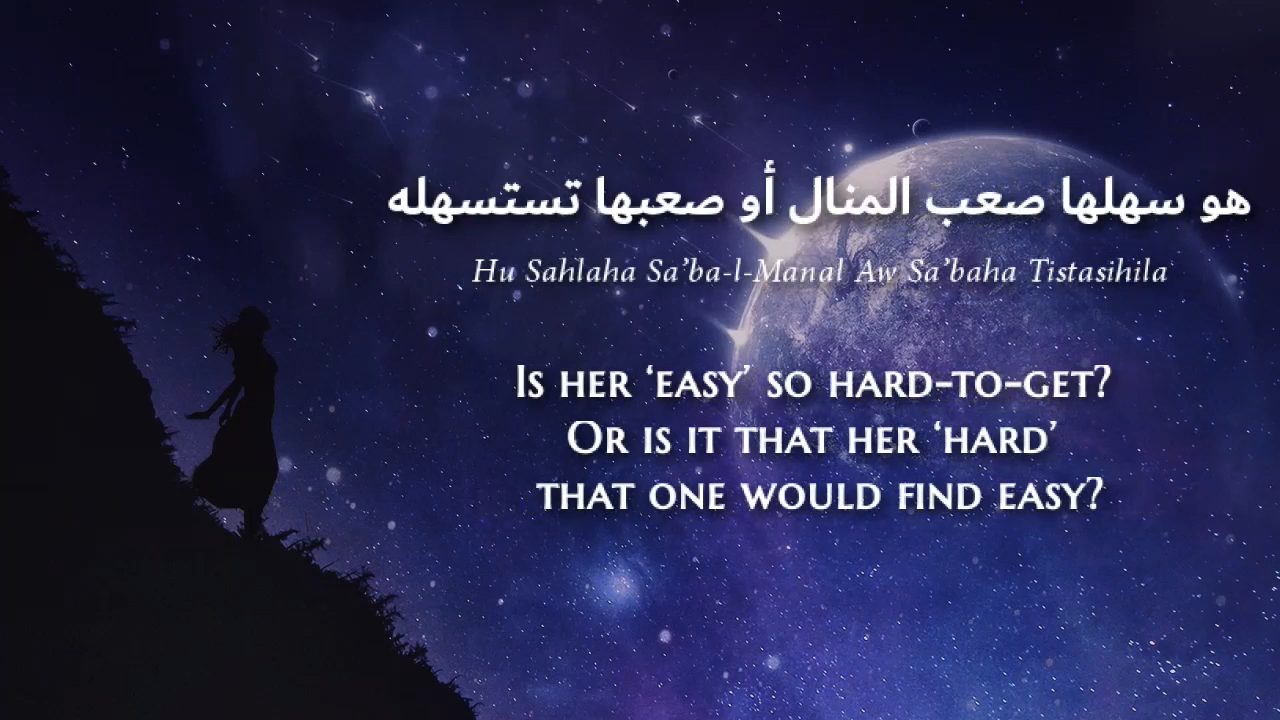 هو سهلها صعب المنال أو صعبها تستسهله
Hu Sahlaha Sa’ba-l-Manal Aw Sa’baha Tistasihila
Is her ‘easy’ so hard-to-get?
Or is it that her ‘hard’
that one would find easy?